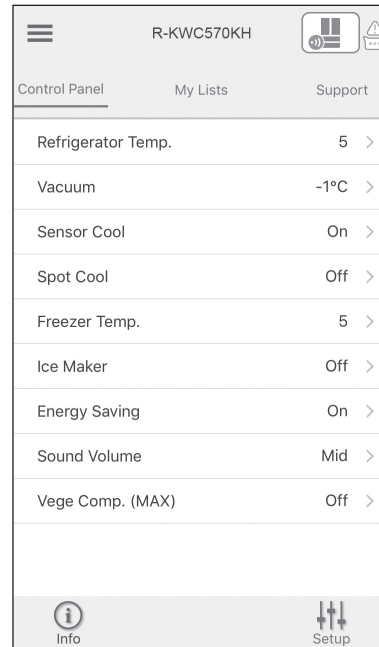 R-KWC570KH
Control Panel My Lists Support
Refrigerator Temp. 5
Vacuum -1°C
Sensor Cool On
Spot Cool Off
Freezer Temp. 5
Ice Maker Off
Energy Saving On
Sound Volume Mid
Vege Comp. (MAX) Off
Info Setup